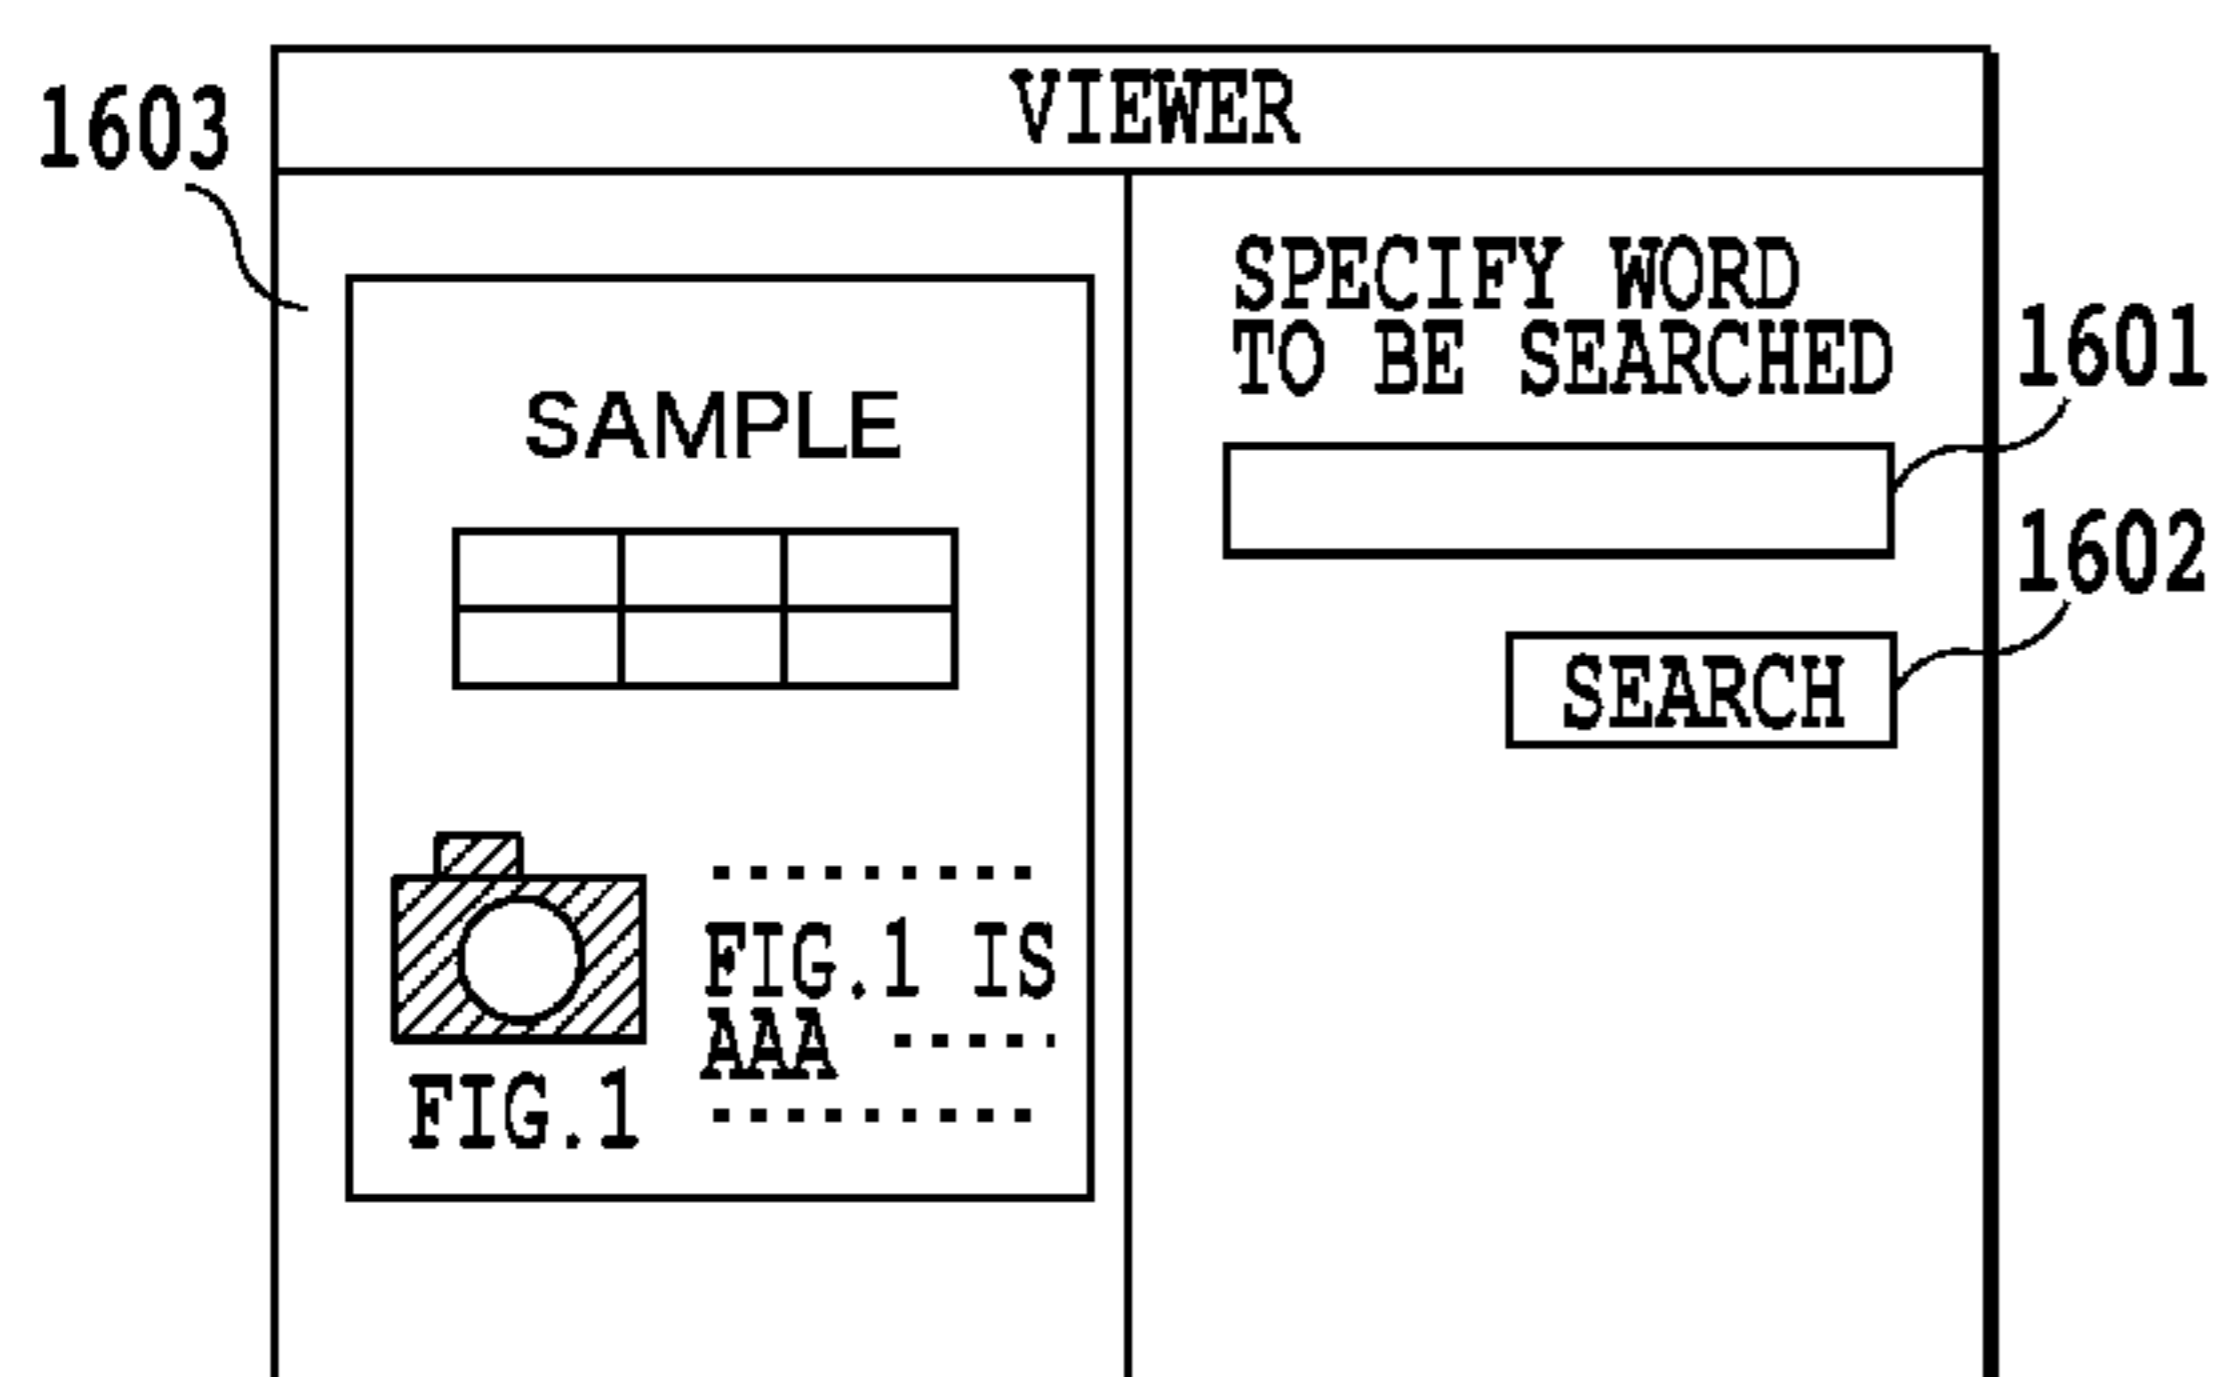 VIEWER
1603
SAMPLE
FIG.1
FIG.1 IS
AAA
SPECIFY WORD
TO BE SEARCHED
1601
1602
SEARCH